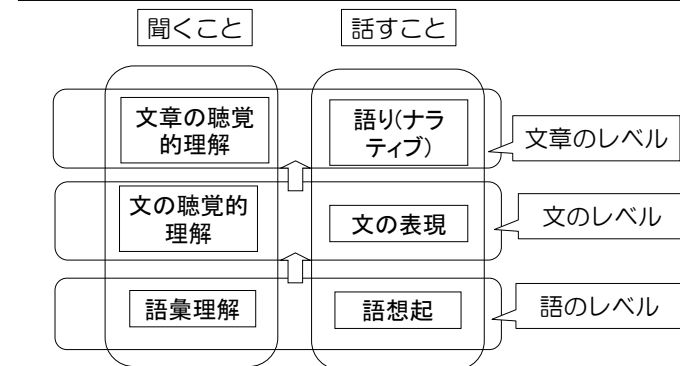 聞くこと
話すこと
文章の聴覚
的理解
語り(ナラ
ティブ)
文章のレベル
文の聴覚的
理解
文の表現
文のレベル
語彙理解
語想起
語のレベル